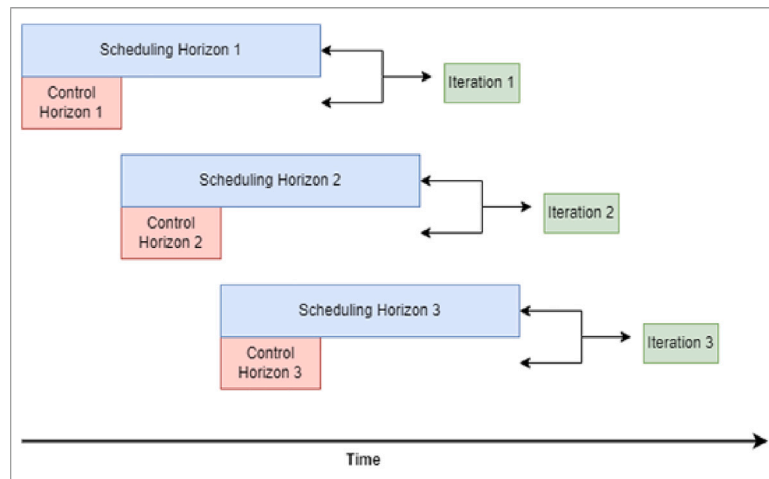 Scheduling Horizon 1
Control
Horizon 1
Iteration 1
Scheduling Horizon 2
Control
Horizon 2
Iteration 2
Scheduling Horizon 3
Control
Horizon 3
Iteration 3
Time